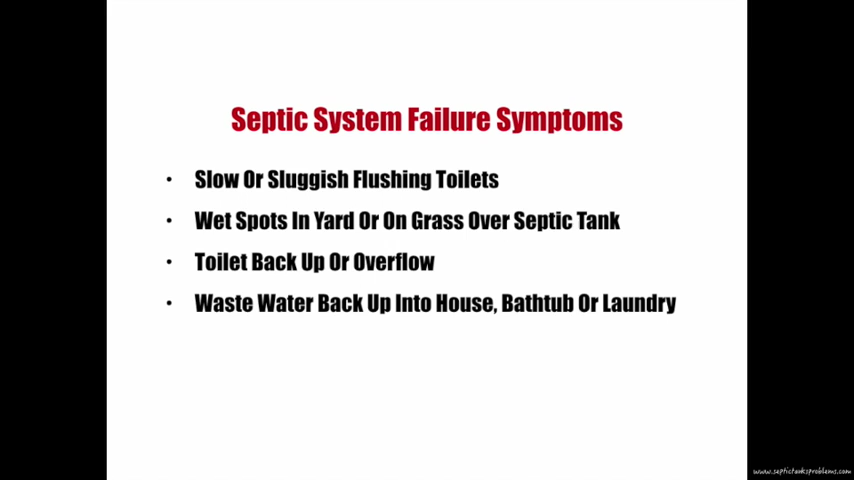 Septic System Failure Symptoms
• Slow Or Sluggish Flushing Toilets
• Wet Spots In Yard Or On Grass Over Septic Tank
• Toilet Back Up Or Overflow
• Waste Water Back Up Into House, Bathtub Or Laundry
www.septictanksproblems.com